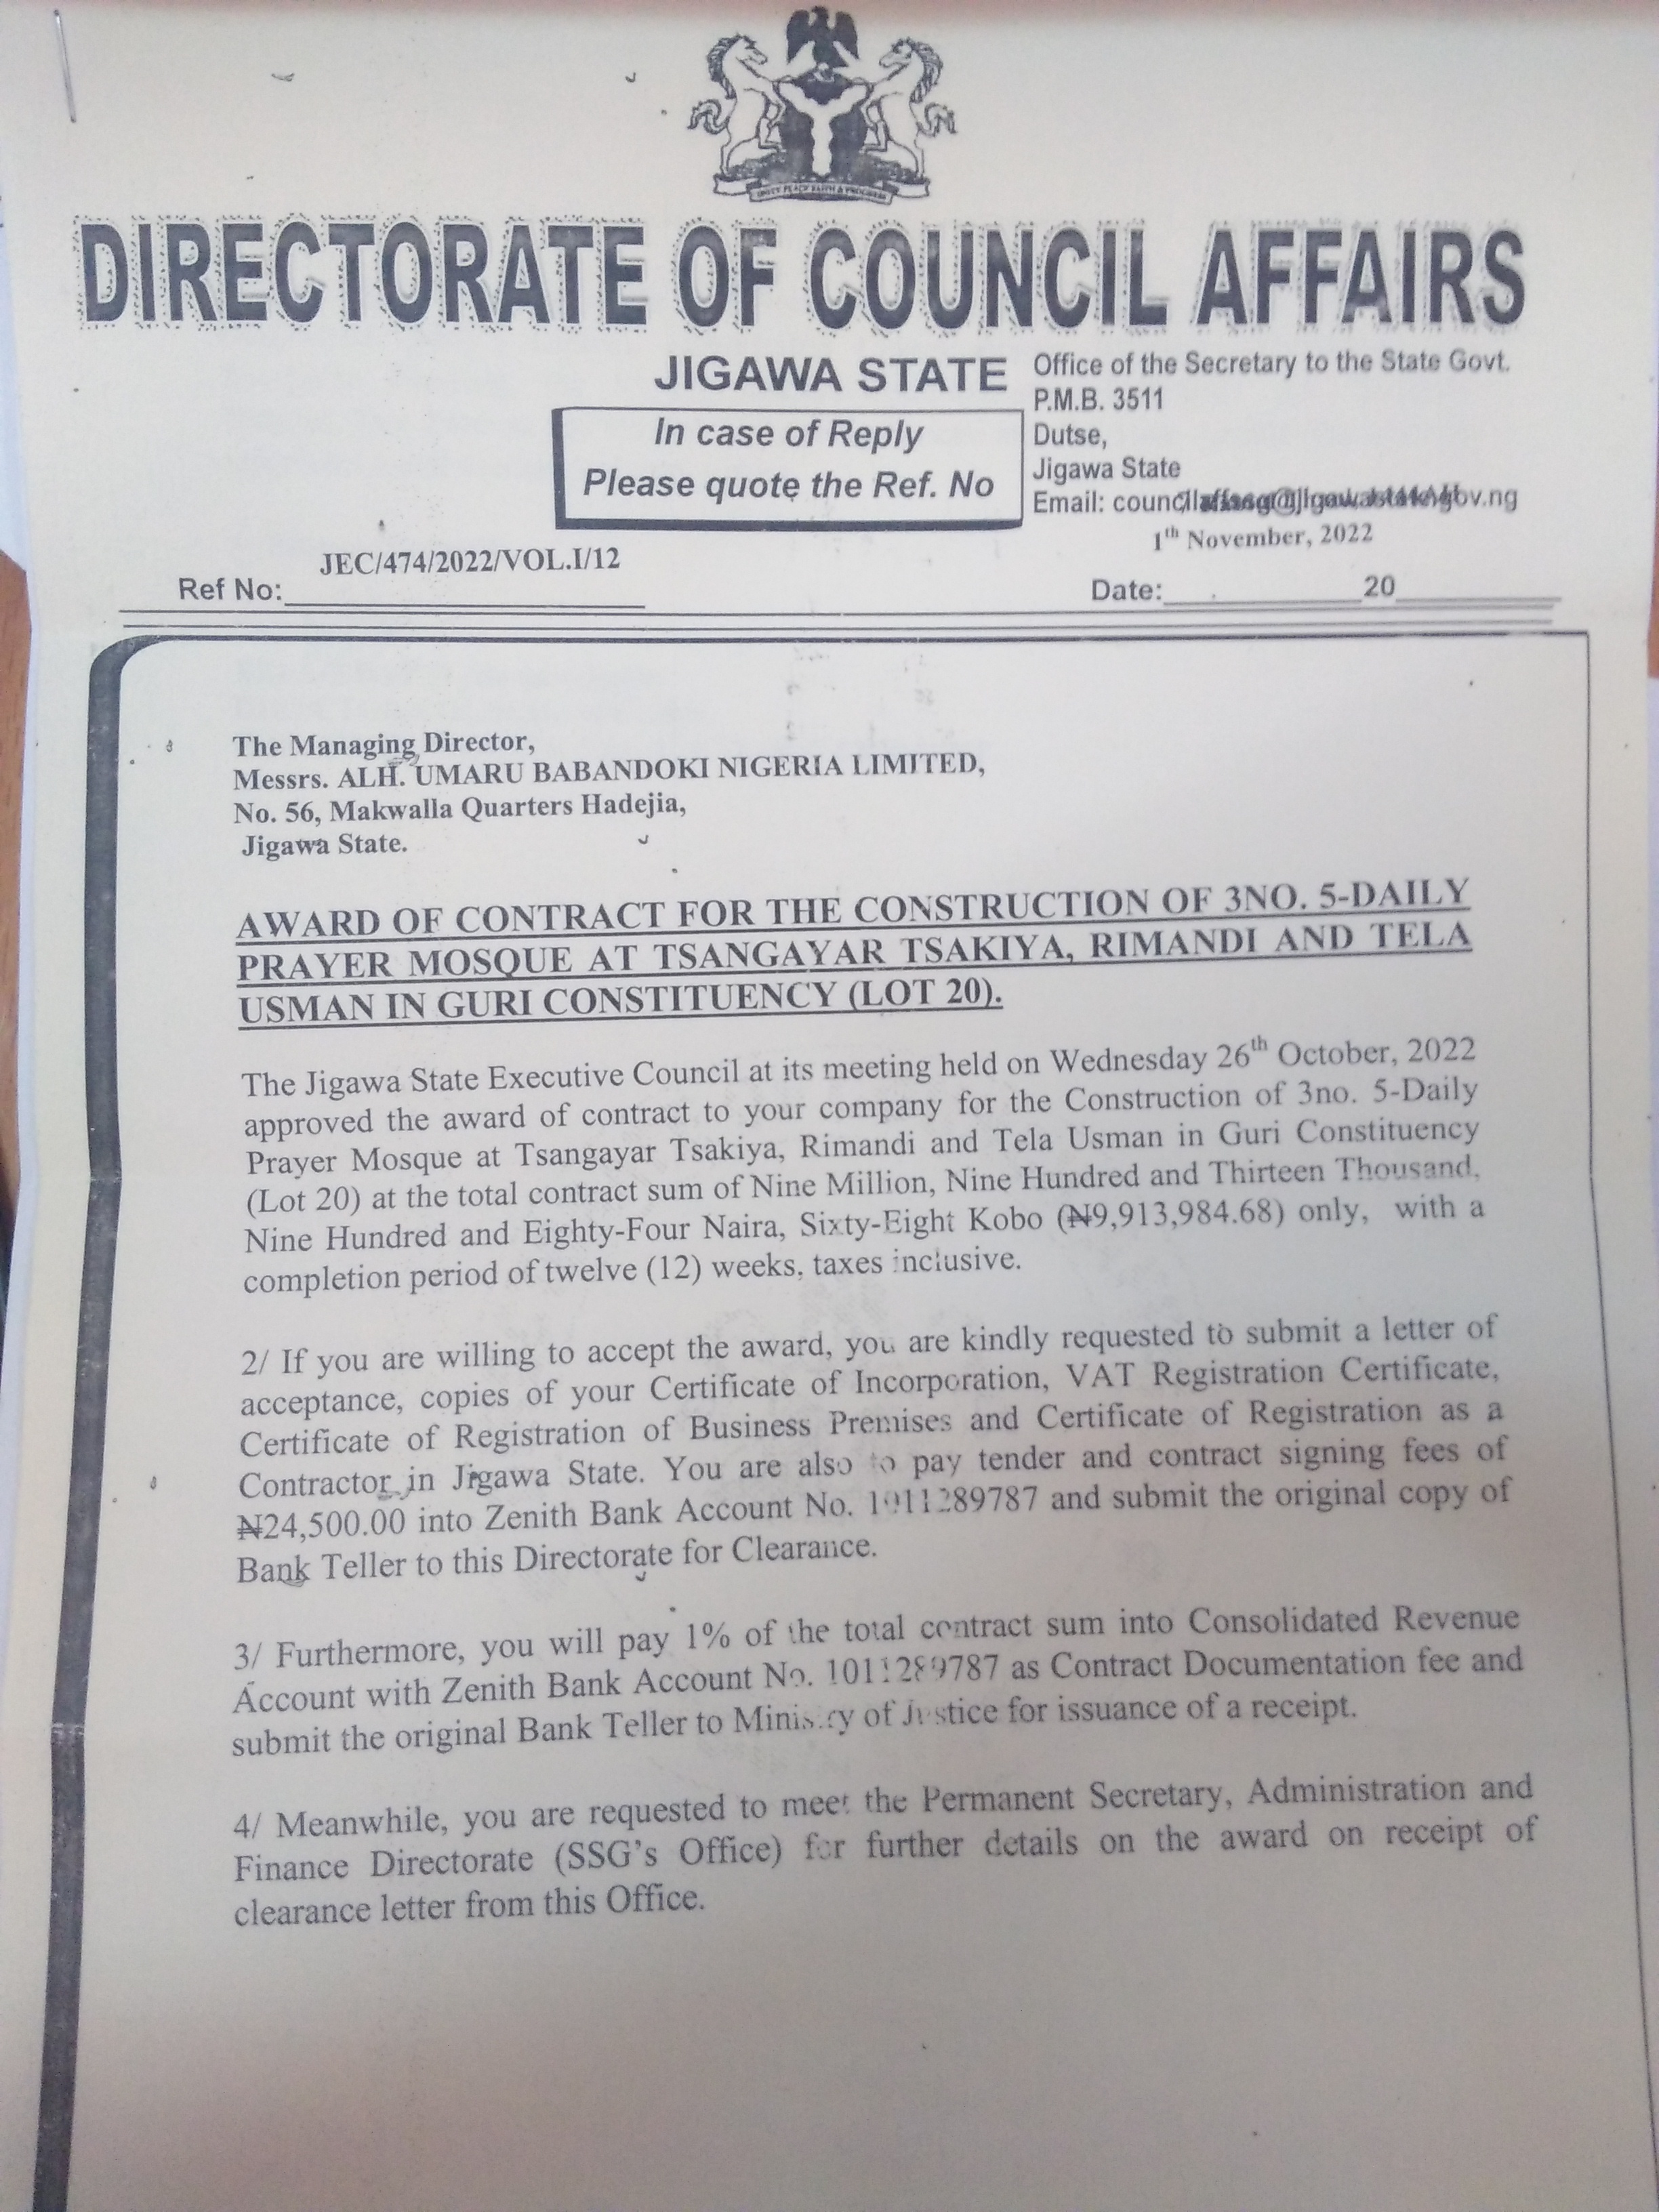 UNITY PEACE FAITH & PROGRESS
DIRECTORATE OF COUNCIL AFFAIRS
JIGAWA STATE
Office of the Secretary to the State Govt.
P.M.B. 3511
Dutse,
Jigawa State
Email:
In case of Reply
Please quote the Ref. No
1th November, 2022
JEC/474/2022/VOL.I/12
Ref No:
Date: 20
The Managing Director,
Messrs. ALH. UMARU BABANDOKI NIGERIA LIMITED,
No. 56, Makwalla Quarters Hadejia,
Jigawa State.
AWARD OF CONTRACT FOR THE CONSTRUCTION OF 3NO. 5-DAILY
PRAYER MOSQUE AT TSANGAYAR TSAKIYA, RIMANDI AND TELA
USMAN IN GURI CONSTITUENCY (LOT 20).
The Jigawa State Executive Council at its meeting held on Wednesday 26th October, 2022
approved the award of contract to your company for the Construction of 3no. 5-Daily
Prayer Mosque at Tsangayar Tsakiya, Rimandi and Tela Usman in Guri Constituency
(Lot 20) at the total contract sum of Nine Million, Nine Hundred and Thirteen Thousand,
Nine Hundred and Eighty-Four Naira, Sixty-Eight Kobo (₦9,913,984.68) only, with a
completion period of twelve (12) weeks, taxes inclusive.
2/ If you are willing to accept the award, you are kindly requested to submit a letter of
acceptance, copies of your Certificate of Incorporation, VAT Registration Certificate,
Certificate of Registration of Business Premises and Certificate of Registration as a
Contractor in Jigawa State. You are also to pay tender and contract signing fees of
₦24,500.00 into Zenith Bank Account No. 1011289787 and submit the original copy of
Bank Teller to this Directorate for Clearance.
3/ Furthermore, you will pay 1% of the total contract sum into Consolidated Revenue
Account with Zenith Bank Account No. 1011289787 as Contract Documentation fee and
submit the original Bank Teller to Ministry of Justice for issuance of a receipt.
4/ Meanwhile, you are requested to meet the Permanent Secretary, Administration and
Finance Directorate (SSG's Office) for further details on the award on receipt of
clearance letter from this Office.